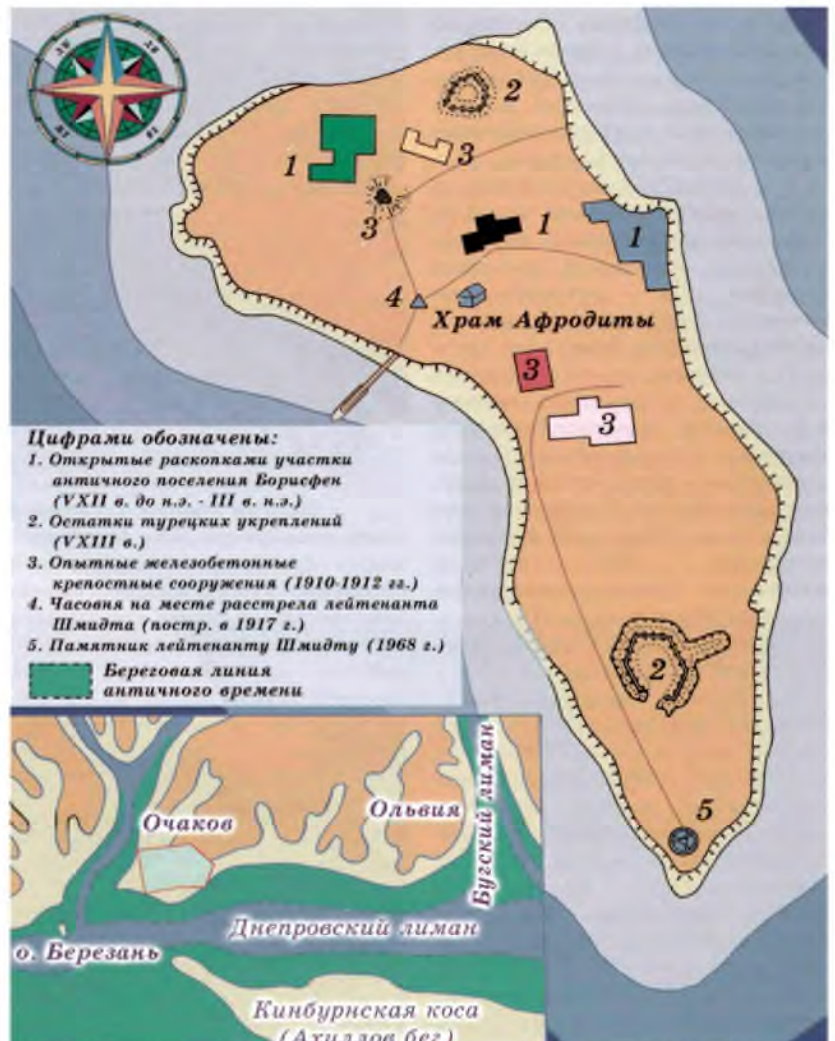 2
1
3
3
1
1
4
Храм Афродиты
3
3
Цифрами обозначены:
1. Открытые раскопками участки
античного поселения Борисфен
(VXII в. до н.э. - III в. н.э.)
2. Остатки турецких укреплений
(VXIII в.)
3. Опытные железобетонные
крепостные сооружения (1910-1912 гг.)
4. Часовня на месте расстрела лейтенанта
Шмидта (постр. в 1917 г.)
5. Памятник лейтенанту Шмидту (1968 г.)
Береговая линия
античного времени
2
5
Очаков
Ольвия
Бугский лиман
Днепровский лиман
о. Березань
Кинбурнская коса
(Ахиллов бег)